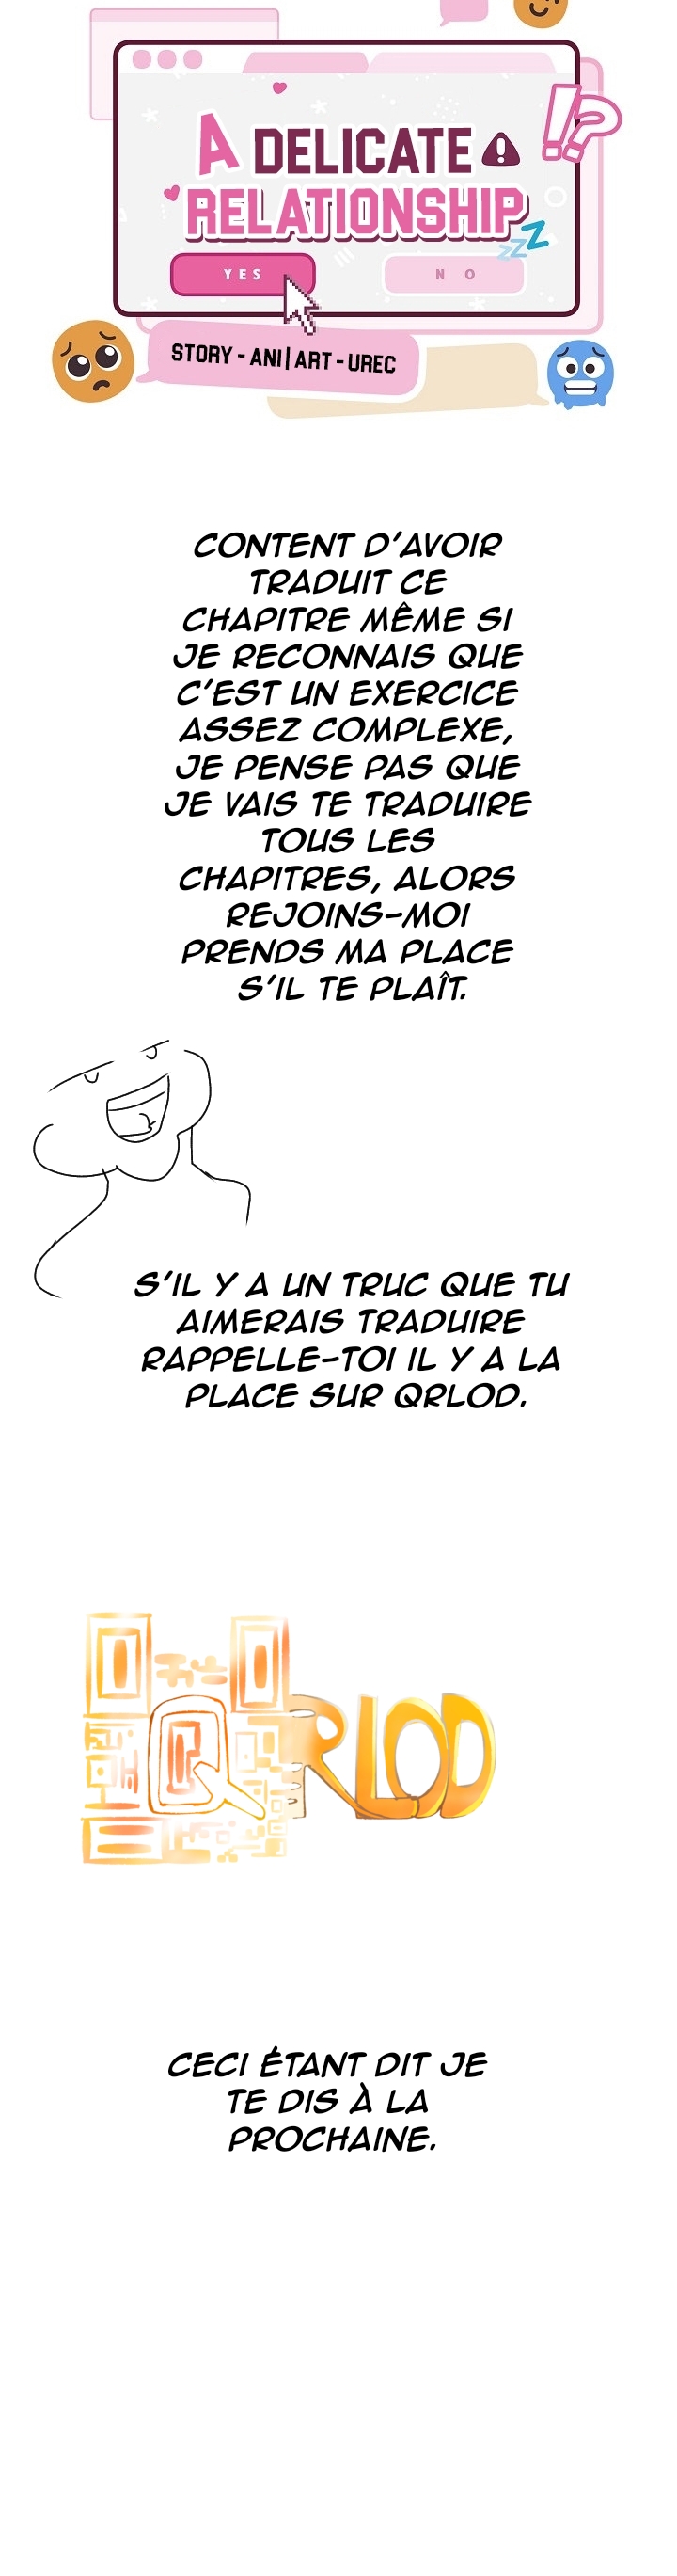 A DELICATE
RELATIONSHIP
!?
zzZ
YES
NO
STORY - ANI | ART - UREC
CONTENT D'AVOIR
TRADUIT CE
CHAPITRE MÊME SI
JE RECONNAIS QUE
C'EST UN EXERCICE
ASSEZ COMPLEXE,
JE PENSE PAS QUE
JE VAIS TE TRADUIRE
TOUS LES
CHAPITRES, ALORS
REJOINS-MOI
PRENDS MA PLACE
S'IL TE PLAÎT.
S'IL Y A UN TRUC QUE TU
AIMERAIS TRADUIRE
RAPPELLE-TOI IL Y A LA
PLACE SUR QRLOD.
QRLOD
CECI ÉTANT DIT JE
TE DIS À LA
PROCHAINE.